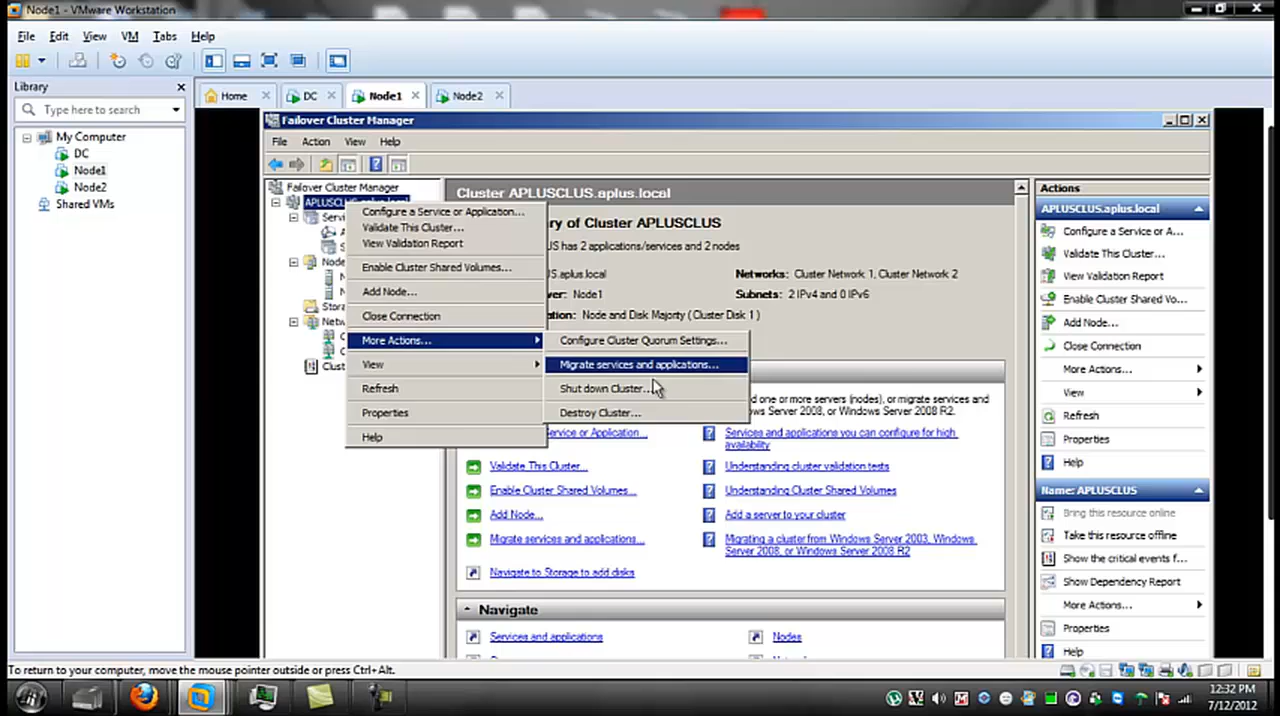 Node1 - VMware Workstation
File Edit View VM Tabs Help
Library
Type here to search
My Computer
DC
Node1
Node2
Shared VMs
Home DC Node1 Node2
Failover Cluster Manager
File Action View Help
Failover Cluster Manager
APLUSCLUS.aplus.local
Servi
Node
Stora
Netw
Clust
Configure a Service or Application...
Validate This Cluster...
View Validation Report
Enable Cluster Shared Volumes...
Add Node...
Close Connection
More Actions...
View
Refresh
Properties
Help
Configure Cluster Quorum Settings...
Migrate services and applications...
Shut down Cluster...
Destroy Cluster...
Cluster APLUSCLUS.aplus.local
ry of Cluster APLUSCLUS
US has 2 applications/services and 2 nodes
S.aplus.local
Networks: Cluster Network 1, Cluster Network 2
er: Node1
Subnets: 2 IPv4 and 0 IPv6
ation: Node and Disk Majority (Cluster Disk 1)
d one or more servers (nodes), or migrate services and
ows Server 2008, or Windows Server 2008 R2.
Service or Application...
Validate This Cluster...
Enable Cluster Shared Volumes...
Add Node...
Migrate services and applications...
Navigate to Storage to add disks
Services and applications you can configure for high
availability
Understanding cluster validation tests
Understanding Cluster Shared Volumes
Add a server to your cluster
Migrating a cluster from Windows Server 2003, Windows
Server 2008, or Windows Server 2008 R2
Navigate
Services and applications
Nodes
Actions
APLUSCLUS.aplus.local
Configure a Service or A...
Validate This Cluster...
View Validation Report
Enable Cluster Shared Vo...
Add Node...
Close Connection
More Actions...
View
Refresh
Properties
Help
Name: APLUSCLUS
Bring this resource online
Take this resource offline
Show the critical events f...
Show Dependency Report
More Actions...
Properties
Help
To return to your computer, move the mouse pointer outside or press Ctrl+Alt.
12:32 PM
7/12/2012